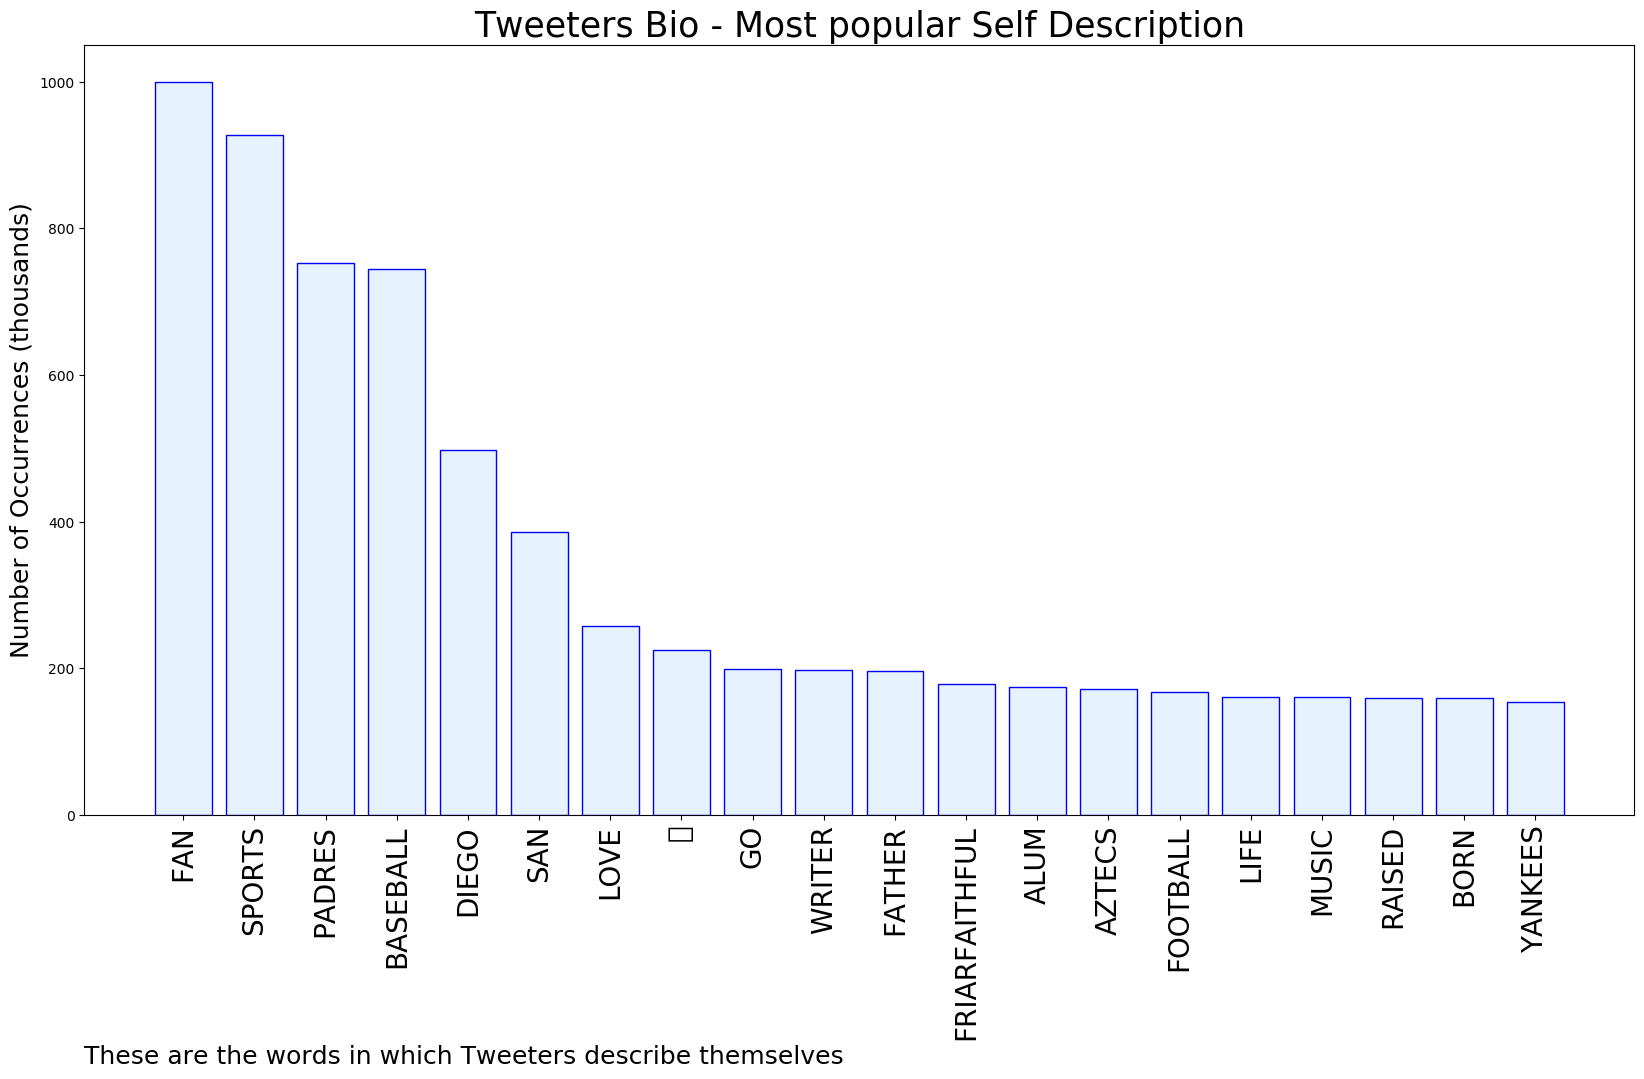 Tweeters Bio - Most popular Self Description
Number of Occurrences (thousands)
1000
800
600
400
200
0
FAN
SPORTS
PADRES
BASEBALL
DIEGO
SAN
LOVE
GO
WRITER
FATHER
FRIARFAITHFUL
ALUM
AZTECS
FOOTBALL
LIFE
MUSIC
RAISED
BORN
YANKEES
These are the words in which Tweeters describe themselves